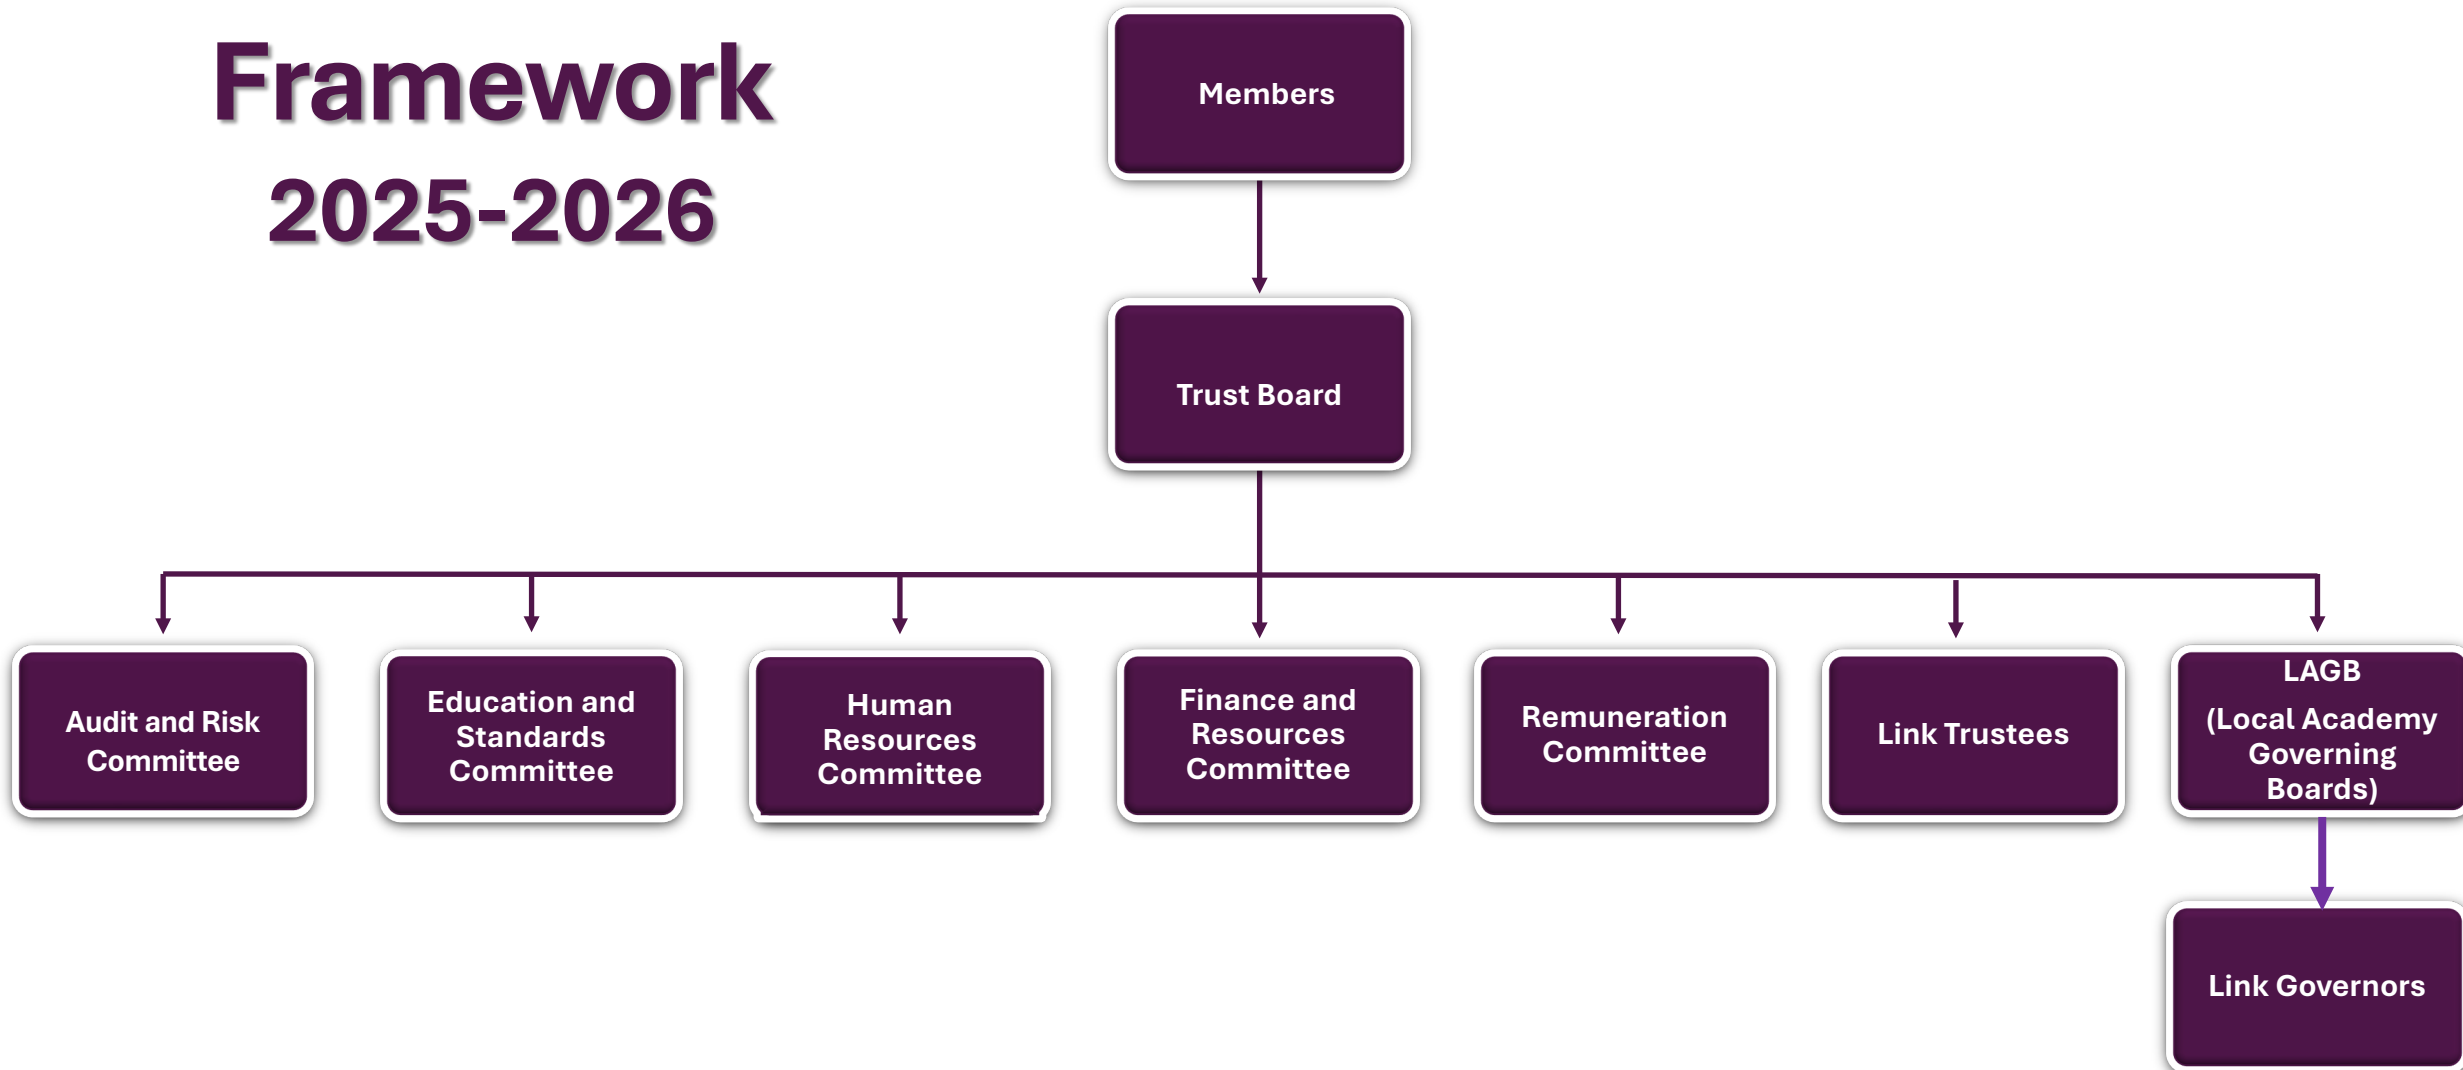 Framework
2025-2026
Members
Trust Board
Audit and Risk
Committee
Education and
Standards
Committee
Human
Resources
Committee
Finance and
Resources
Committee
Remuneration
Committee
Link Trustees
LAGB
(Local Academy
Governing
Boards)
Link Governors